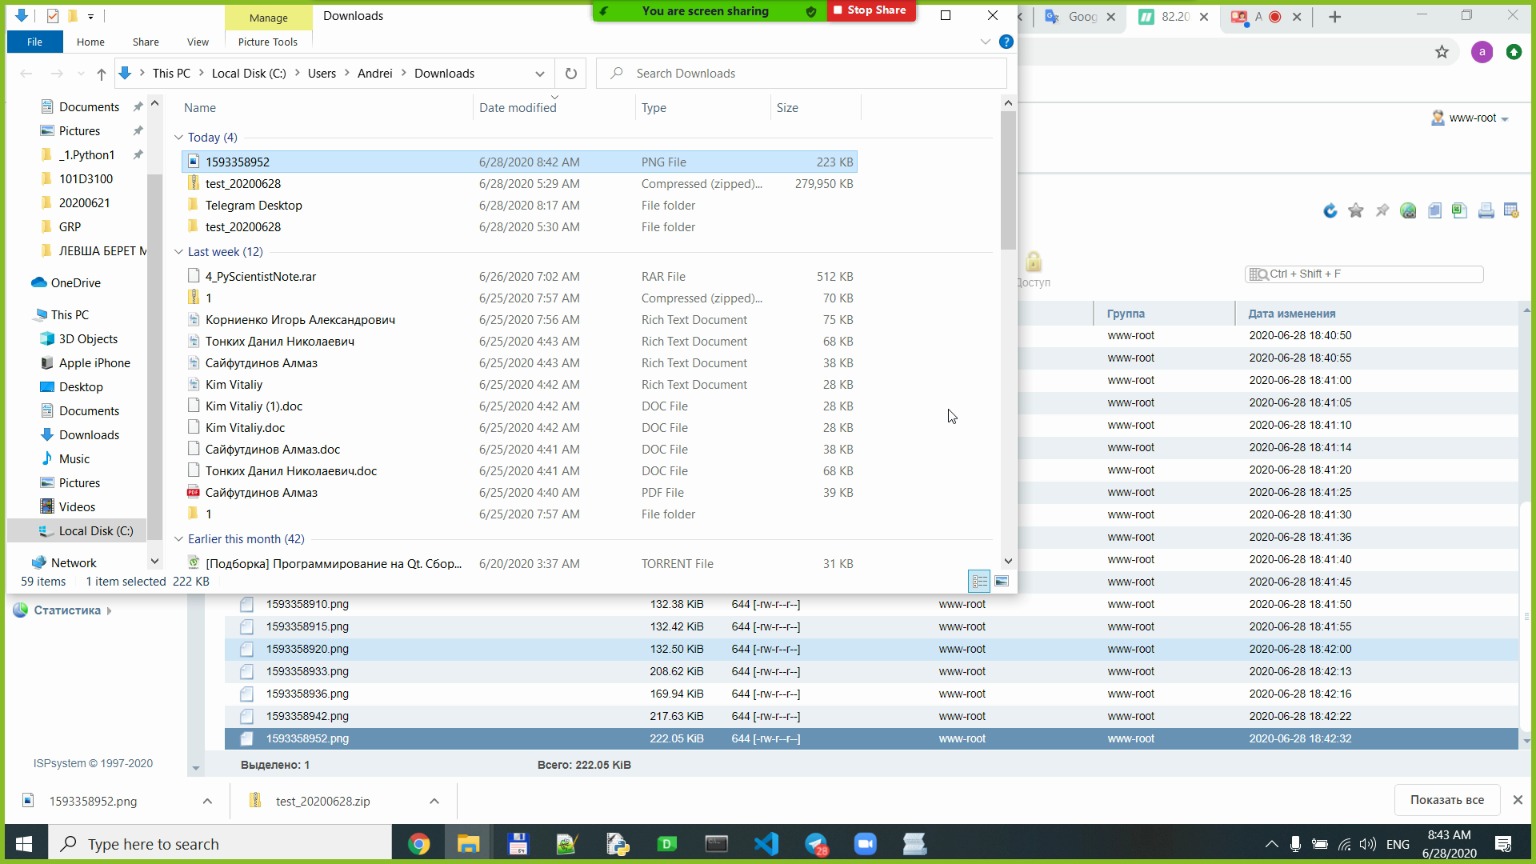 Manage
Downloads
You are screen sharing
Stop Share
Goog
82.20
A
File
Home
Share
View
Picture Tools
This PC
Local Disk (C:)
Users
Andrei
Downloads
Search Downloads
a
www-root
Documents
Pictures
_1.Python1
101D3100
20200621
GRP
ЛЕВША БЕРЕТ М
OneDrive
This PC
3D Objects
Apple iPhone
Desktop
Documents
Downloads
Music
Pictures
Videos
Local Disk (C:)
Network
Name Date modified Type Size
Today (4)
1593358952 6/28/2020 8:42 AM PNG File 223 KB
test_20200628 6/28/2020 5:29 AM Compressed (zipped)... 279,950 KB
Telegram Desktop 6/28/2020 8:17 AM File folder
test_20200628 6/28/2020 5:30 AM File folder
Last week (12)
4_PyScientistNote.rar 6/26/2020 7:02 AM RAR File 512 KB
1 6/25/2020 7:57 AM Compressed (zipped)... 70 KB
Корниенко Игорь Александрович 6/25/2020 7:56 AM Rich Text Document 75 KB
Тонких Данил Николаевич 6/25/2020 4:43 AM Rich Text Document 68 KB
Сайфутдинов Алмаз 6/25/2020 4:43 AM Rich Text Document 38 KB
Kim Vitaliy 6/25/2020 4:42 AM Rich Text Document 28 KB
Kim Vitaliy (1).doc 6/25/2020 4:42 AM DOC File 28 KB
Kim Vitaliy.doc 6/25/2020 4:42 AM DOC File 28 KB
Сайфутдинов Алмаз.doc 6/25/2020 4:41 AM DOC File 38 KB
Тонких Данил Николаевич.doc 6/25/2020 4:41 AM DOC File 68 KB
Сайфутдинов Алмаз 6/25/2020 4:40 AM PDF File 39 KB
1 6/25/2020 7:57 AM File folder
Earlier this month (42)
[Подборка] Программирование на Qt. Сбор... 6/20/2020 3:37 AM TORRENT File 31 KB
59 items 1 item selected 222 KB
Доступ
Ctrl + Shift + F
Группа Дата изменения
www-root 2020-06-28 18:40:50
www-root 2020-06-28 18:40:55
www-root 2020-06-28 18:41:00
www-root 2020-06-28 18:41:05
www-root 2020-06-28 18:41:10
www-root 2020-06-28 18:41:14
www-root 2020-06-28 18:41:20
www-root 2020-06-28 18:41:25
www-root 2020-06-28 18:41:30
www-root 2020-06-28 18:41:36
www-root 2020-06-28 18:41:40
www-root 2020-06-28 18:41:45
Статистика
1593358910.png 132.38 KiB 644 [-rw-r--r--] www-root www-root 2020-06-28 18:41:50
1593358915.png 132.42 KiB 644 [-rw-r--r--] www-root www-root 2020-06-28 18:41:55
1593358920.png 132.50 KiB 644 [-rw-r--r--] www-root www-root 2020-06-28 18:42:00
1593358933.png 208.62 KiB 644 [-rw-r--r--] www-root www-root 2020-06-28 18:42:13
1593358936.png 169.94 KiB 644 [-rw-r--r--] www-root www-root 2020-06-28 18:42:16
1593358942.png 217.63 KiB 644 [-rw-r--r--] www-root www-root 2020-06-28 18:42:22
1593358952.png 222.05 KiB 644 [-rw-r--r--] www-root www-root 2020-06-28 18:42:32
ISPsystem © 1997-2020
Выделено: 1 Всего: 222.05 KiB
1593358952.png
test_20200628.zip
Показать все
Type here to search
28
ENG
8:43 AM
6/28/2020